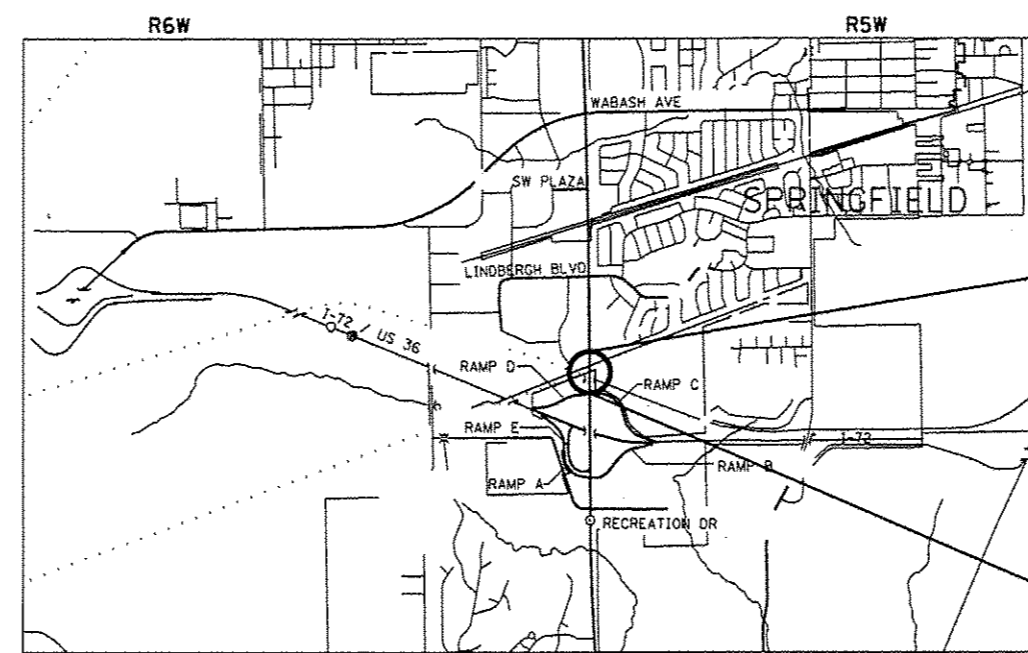 R6W
R5W
WABASH AVE
SW PLAZA
SPRINGFIELD
LINDBERGH BLVD
I-72 / US 36
RAMP D
RAMP C
RAMP E
I-72
RAMP B
RAMP A
RECREATION DR